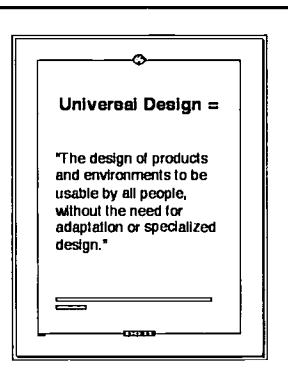 Universal Design =
"The design of products
and environments to be
usable by all people,
without the need for
adaptation or specialized
design."